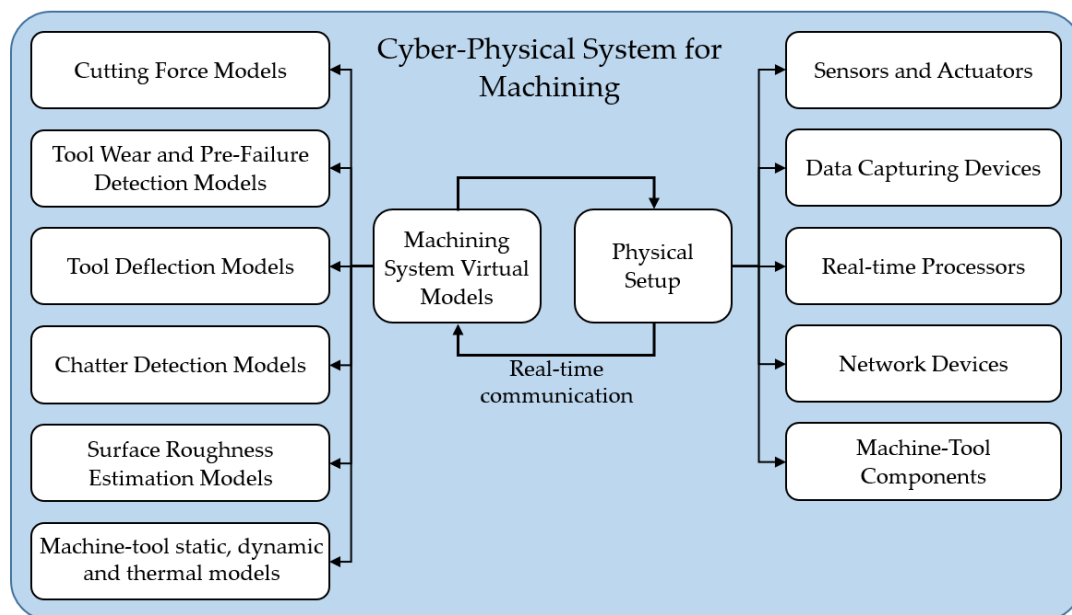 Cyber-Physical System for
Machining
Cutting Force Models
Tool Wear and Pre-Failure
Detection Models
Tool Deflection Models
Chatter Detection Models
Surface Roughness
Estimation Models
Machine-tool static, dynamic
and thermal models
Machining
System Virtual
Models
Physical
Setup
Real-time
communication
Sensors and Actuators
Data Capturing Devices
Real-time Processors
Network Devices
Machine-Tool
Components